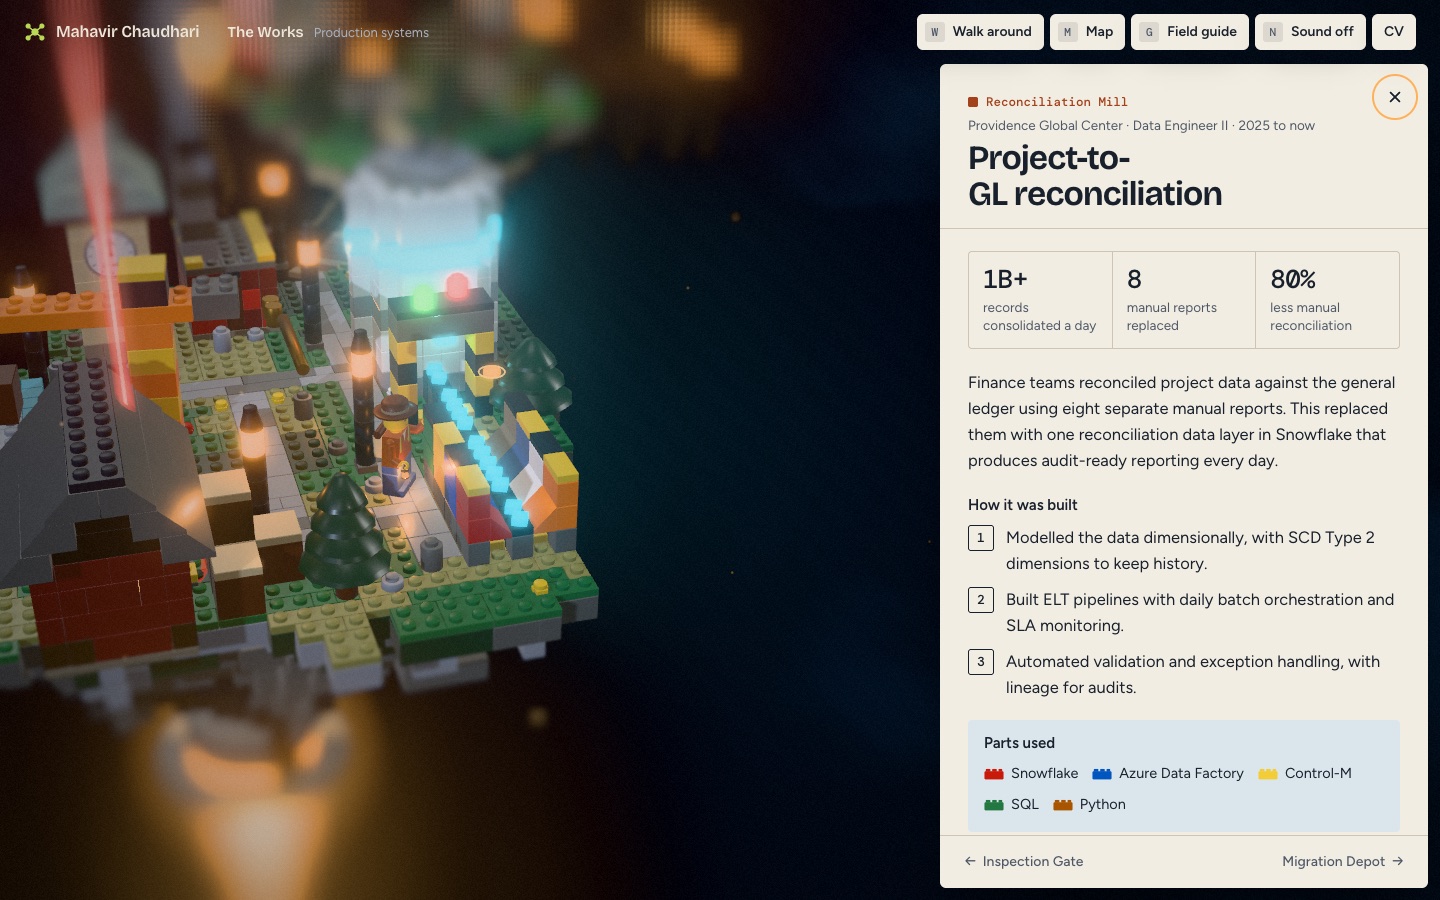 Mahavir Chaudhari
The Works Production systems
W Walk around
M Map
G Field guide
N Sound off
CV
Reconciliation Mill
Providence Global Center · Data Engineer II · 2025 to now
Project-to-
GL reconciliation
1B+
records
consolidated a day
8
manual reports
replaced
80%
less manual
reconciliation
Finance teams reconciled project data against the general
ledger using eight separate manual reports. This replaced
them with one reconciliation data layer in Snowflake that
produces audit-ready reporting every day.
How it was built
1 Modelled the data dimensionally, with SCD Type 2
dimensions to keep history.
2 Built ELT pipelines with daily batch orchestration and
SLA monitoring.
3 Automated validation and exception handling, with
lineage for audits.
Parts used
Snowflake Azure Data Factory Control-M
SQL Python
← Inspection Gate
Migration Depot →